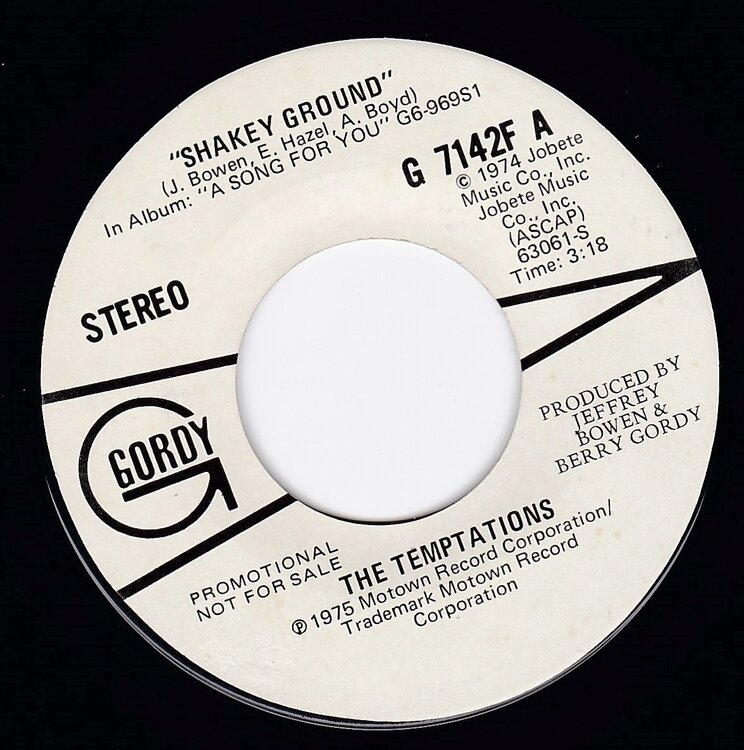 "SHAKEY GROUND"
(J. Bowen, E. Hazel, A. Boyd)
In Album: "A SONG FOR YOU" G6-969S1
G 7142F A
© 1974 Jobete
Music Co., Inc.
Jobete Music
Co., Inc.
(ASCAP)
63061-S
Time: 3:18
STEREO
GORDY
PRODUCED BY
JEFFREY
BOWEN &
BERRY GORDY
PROMOTIONAL
NOT FOR SALE
THE TEMPTATIONS
℗ 1975 Motown Record Corporation/
Trademark Motown Record
Corporation